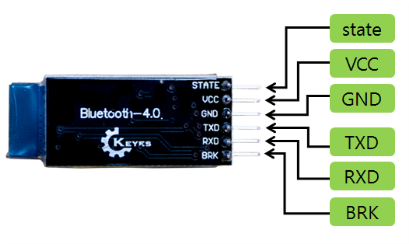 state
VCC
GND
TXD
RXD
BRK
STATE
VCC
GND
TXD
RXD
BRK
Bluetooth-4.0
KEYES